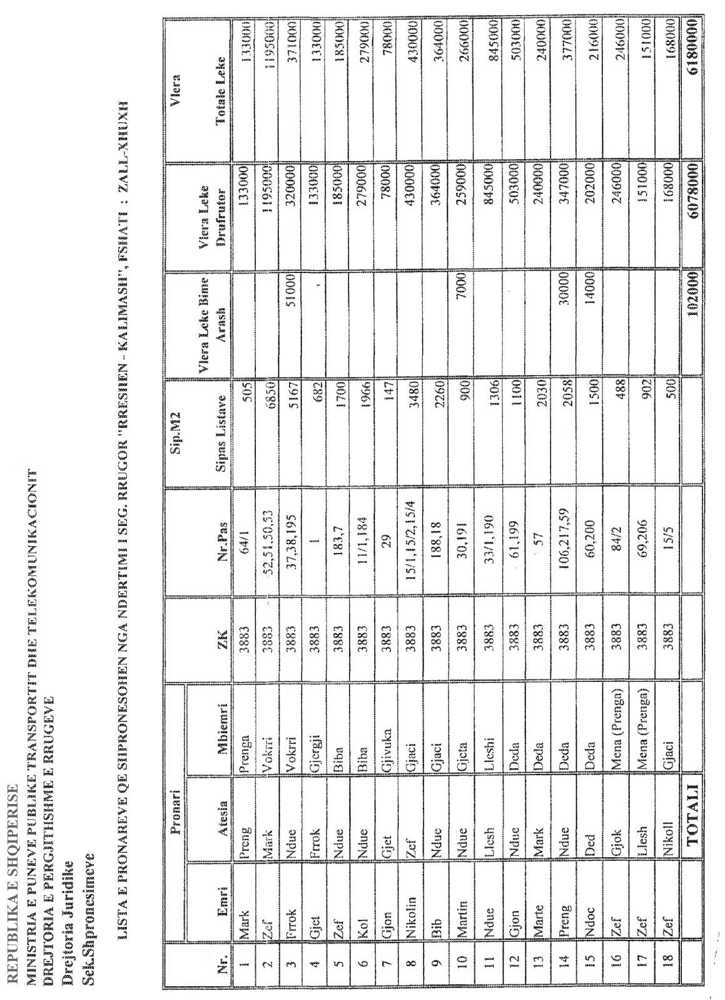 REPUBLIKA E SHQIPERISE
MINISTRIA E PUNEVE PUBLIKE TRANSPORTIT DHE TELEKOMUNIKACIONIT
DREJTORIA E PERGJITHSHME E RRUGEVE
Drejtoria Juridike
Sek.Shpronesimeve
LISTA E PRONAREVE QE SHPRONESOHEN NGA NDERTIMI I SEG. RRUGOR "RRESHEN - KALIMASH", FSHATI : ZALL-XHUXH
Pronari Sip.M2 Vlera
Nr. Emri Atesia Mbiemri ZK Nr.Pas Sipas Listave Vlera Leke Bime Arash Vlera Leke Drufrutor Totale Leke
1 Mark Preng Prenga 3883 64/1 505 133000 133000
2 Zef Mark Vokrri 3883 52,51,50,53 6850 1195000 1195000
3 Frrok Ndue Vokrri 3883 37,38,195 5167 51000 320000 371000
4 Gjet Frrok Gjergji 3883 1 682 133000 133000
5 Zef Ndue Biba 3883 183,7 1700 185000 185000
6 Kol Ndue Biba 3883 11/1,184 1966 279000 279000
7 Gjon Gjet Gjivuka 3883 29 147 78000 78000
8 Nikolin Zef Gjaci 3883 15/1,15/2,15/4 3480 430000 430000
9 Bib Ndue Gjaci 3883 188,18 2260 364000 364000
10 Martin Ndue Gjeta 3883 30,191 900 7000 259000 266000
11 Ndue Llesh Lleshi 3883 33/1,190 1306 845000 845000
12 Gjon Ndue Deda 3883 61,199 1100 503000 503000
13 Marte Mark Deda 3883 57 2030 240000 240000
14 Preng Ndue Deda 3883 106,217,59 2058 30000 347000 377000
15 Ndoc Ded Deda 3883 60,200 1500 14000 202000 216000
16 Zef Gjok Mena (Prenga) 3883 84/2 488 246000 246000
17 Zef Llesh Mena (Prenga) 3883 69,206 902 151000 151000
18 Zef Nikoll Gjaci 3883 15/5 500 168000 168000
TOTALI 102000 6078000 6180000